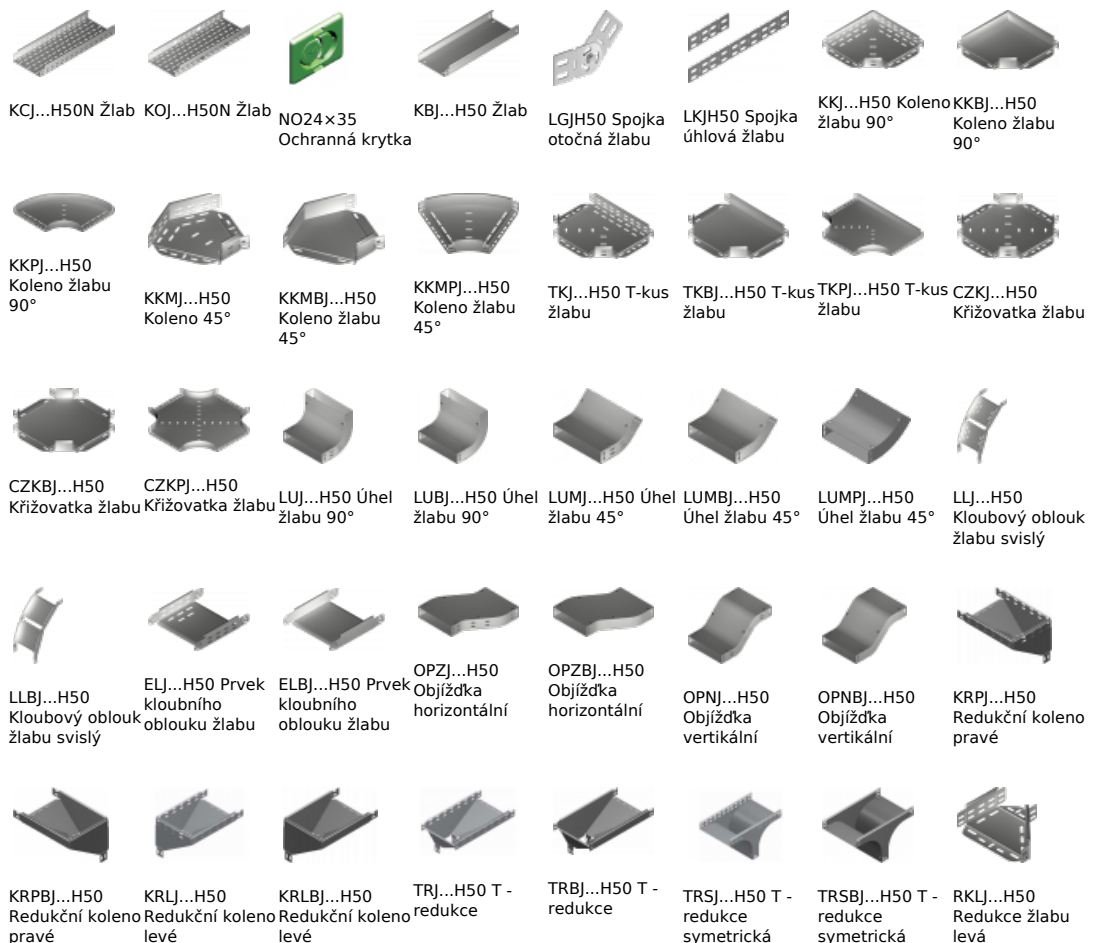 KCJ...H50N Žlab
KOJ...H50N Žlab
NO24×35
Ochranná krytka
KBJ...H50 Žlab
LGJH50 Spojka
otočná žlabu
LKJH50 Spojka
úhlová žlabu
KKJ...H50 Koleno
žlabu 90°
KKBJ...H50
Koleno žlabu
90°
KKPJ...H50
Koleno žlabu
90°
KKMJ...H50
Koleno 45°
KKMBJ...H50
Koleno žlabu
45°
KKMPJ...H50
Koleno žlabu
45°
TKJ...H50 T-kus
žlabu
TKBJ...H50 T-kus
žlabu
TKPJ...H50 T-kus
žlabu
CZKJ...H50
Křižovatka žlabu
CZKBJ...H50
Křižovatka žlabu
CZKPJ...H50
Křižovatka žlabu
LUJ...H50 Úhel
žlabu 90°
LUBJ...H50 Úhel
žlabu 90°
LUMJ...H50 Úhel
žlabu 45°
LUMBJ...H50
Úhel žlabu 45°
LUMPJ...H50
Úhel žlabu 45°
LLJ...H50
Kloubový oblouk
žlabu svislý
LLBJ...H50
Kloubový oblouk
žlabu svislý
ELJ...H50 Prvek
kloubního
oblouku žlabu
ELBJ...H50 Prvek
kloubního
oblouku žlabu
OPZJ...H50
Objížďka
horizontální
OPZBJ...H50
Objížďka
horizontální
OPNJ...H50
Objížďka
vertikální
OPNBJ...H50
Objížďka
vertikální
KRPJ...H50
Redukční koleno
pravé
KRPBJ...H50
Redukční koleno
pravé
KRLJ...H50
Redukční koleno
levé
KRLBJ...H50
Redukční koleno
levé
TRJ...H50 T -
redukce
TRBJ...H50 T -
redukce
TRSJ...H50 T -
redukce
symetrická
TRSBJ...H50 T -
redukce
symetrická
RKLJ...H50
Redukce žlabu
levá